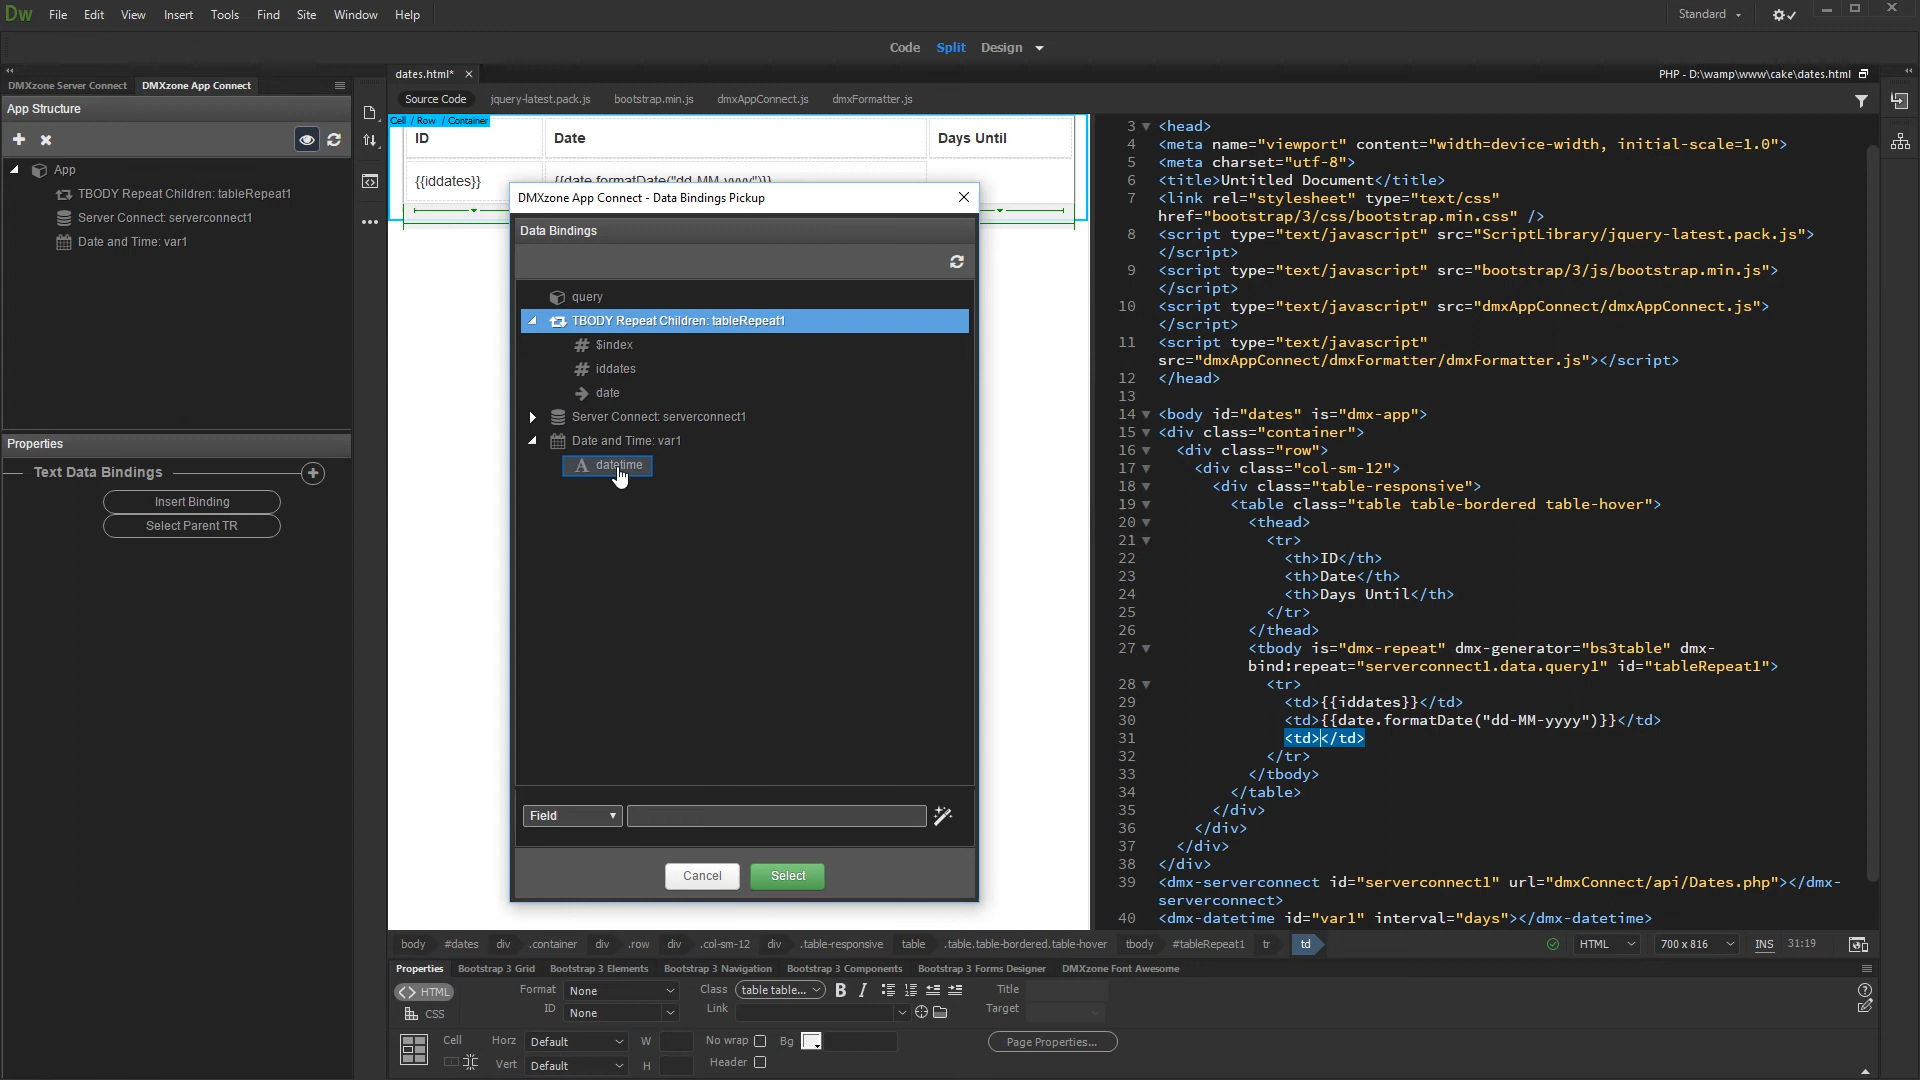 Dw File Edit View Insert Tools Commands Find Site Window Help
Standard
Code Split Design
DMXzone Server Connect DMXzone App Connect
App Structure
App
TBODY Repeat Children: tableRepeat1
Server Connect: serverconnect1
Date and Time: var1
Properties
Text Data Bindings
Insert Binding
Select Parent TR
dates.html*
PHP - D:\wamp\www\cake\dates.html
Source Code jquery-latest.pack.js bootstrap.min.js dmxAppConnect.js dmxFormatter.js
Cell / Row / Container
ID Date Days Until
{{iddates}} {{date.formatDate("dd-MM-yyyy")}}
DMXzone App Connect - Data Bindings Pickup
Data Bindings
query
TBODY Repeat Children: tableRepeat1
$index
iddates
date
Server Connect: serverconnect1
Date and Time: var1
datetime
Field
Cancel Select
3 <head>
4 <meta name="viewport" content="width=device-width, initial-scale=1.0">
5 <meta charset="utf-8">
6 <title>Untitled Document</title>
7 <link rel="stylesheet" type="text/css"
href="bootstrap/3/css/bootstrap.min.css" />
8 <script type="text/javascript" src="ScriptLibrary/jquery-latest.pack.js">
</script>
9 <script type="text/javascript" src="bootstrap/3/js/bootstrap.min.js">
</script>
10 <script type="text/javascript" src="dmxAppConnect/dmxAppConnect.js">
</script>
11 <script type="text/javascript"
src="dmxAppConnect/dmxFormatter/dmxFormatter.js"></script>
12 </head>
13
14 <body id="dates" is="dmx-app">
15 <div class="container">
16 <div class="row">
17 <div class="col-sm-12">
18 <div class="table-responsive">
19 <table class="table table-bordered table-hover">
20 <thead>
21 <tr>
22 <th>ID</th>
23 <th>Date</th>
24 <th>Days Until</th>
25 </tr>
26 </thead>
27 <tbody is="dmx-repeat" dmx-generator="bs3table" dmx-
bind:repeat="serverconnect1.data.query1" id="tableRepeat1">
28 <tr>
29 <td>{{iddates}}</td>
30 <td>{{date.formatDate("dd-MM-yyyy")}}</td>
31 <td></td>
32 </tr>
33 </tbody>
34 </table>
35 </div>
36 </div>
37 </div>
38 </div>
39 <dmx-serverconnect id="serverconnect1" url="dmxConnect/api/Dates.php"></dmx-
serverconnect>
40 <dmx-datetime id="var1" interval="days"></dmx-datetime>
body #dates div .container div .row div .col-sm-12 div .table-responsive table .table.table-bordered.table-hover tbody #tableRepeat1 tr td
HTML 700 x 816 INS 31:19
Properties Bootstrap 3 Grid Bootstrap 3 Elements Bootstrap 3 Navigation Bootstrap 3 Components Bootstrap 3 Forms Designer DMXzone Font Awesome
HTML Format None Class table table... B I Title
CSS ID None Link Target
Cell Horz Default W No wrap Bg Page Properties...
Vert Default H Header